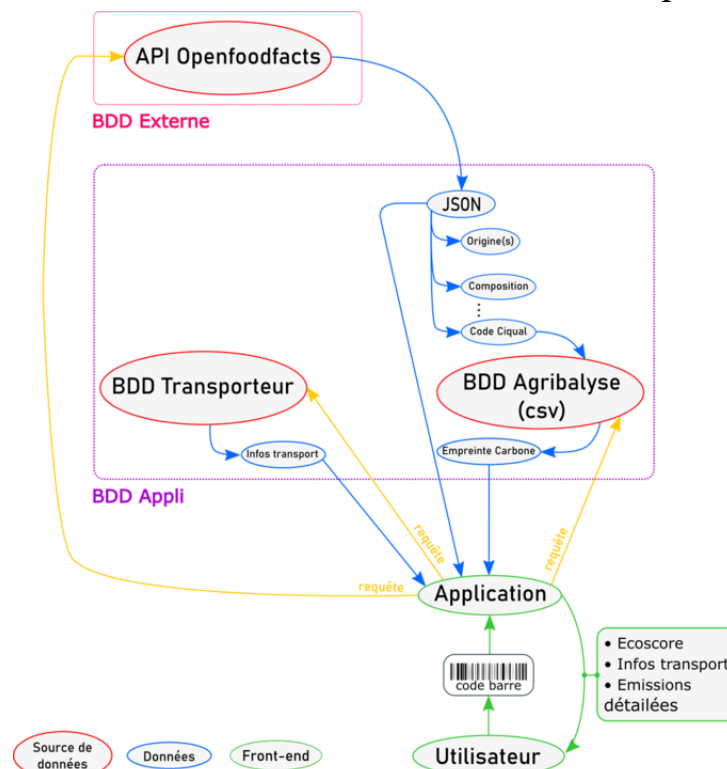 API Openfoodfacts
BDD Externe
JSON
Origine(s)
Composition
⋮
Code Ciqual
BDD Transporteur
BDD Agribalyse
(csv)
Infos transport
Empreinte Carbone
BDD Appli
requête
requête
requête
Application
• Ecoscore
• Infos transport
• Emissions
détailées
code barre
Utilisateur
Source de
données
Données
Front-end